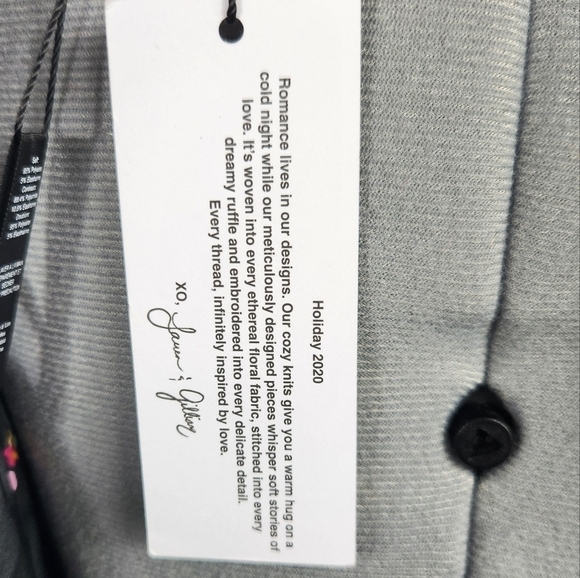 Holiday 2020
Romance lives in our designs. Our cozy knits give you a warm hug on a
cold night while our meticulously designed pieces whisper soft stories of
love. It's woven into every ethereal floral fabric, stitched into every
dreamy ruffle and embroidered into every delicate detail.
Every thread, infinitely inspired by love.
xo,
Lauren & Gillian